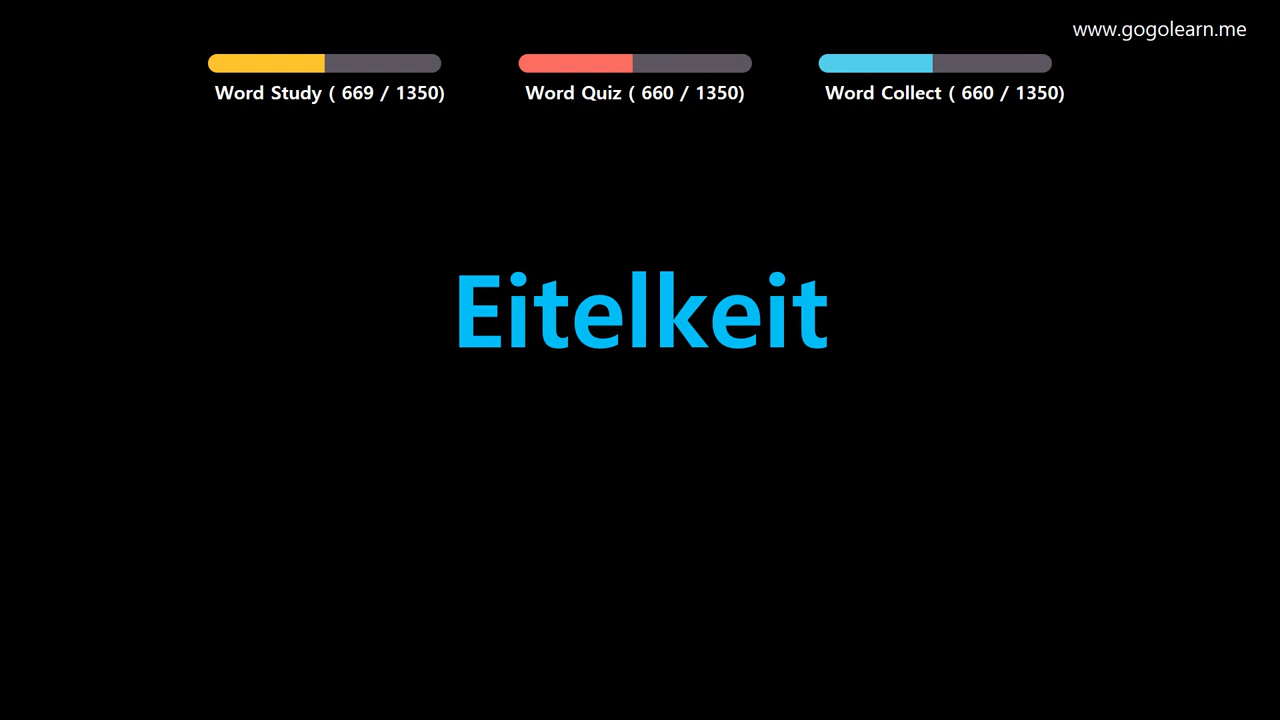 www.gogolearn.me
Word Study ( 669 / 1350)
Word Quiz ( 660 / 1350)
Word Collect ( 660 / 1350)
Eitelkeit